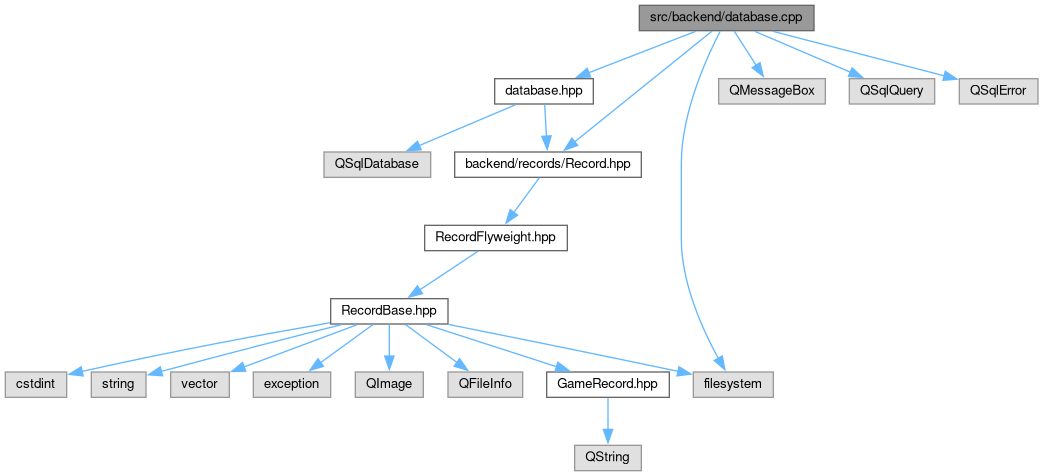 src/backend/database.cpp
database.hpp
QMessageBox
QSqlQuery
QSqlError
QSqlDatabase
backend/records/Record.hpp
RecordFlyweight.hpp
RecordBase.hpp
cstdint
string
vector
exception
QImage
QFileInfo
GameRecord.hpp
filesystem
QString